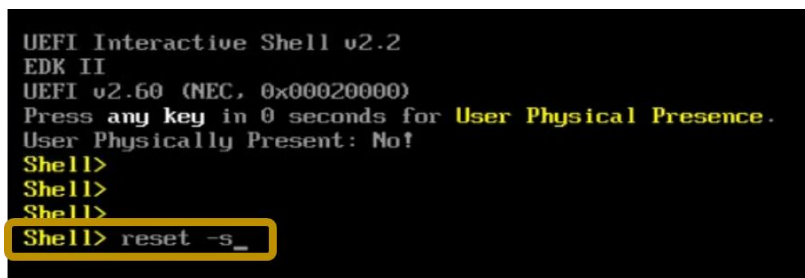 UEFI Interactive Shell v2.2
EDK II
UEFI v2.60 (NEC, 0x00020000)
Press any key in 0 seconds for User Physical Presence.
User Physically Present: No!
Shell>
Shell>
Shell>
Shell> reset -s_